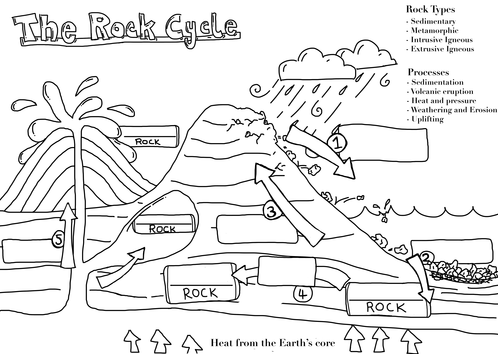 The Rock Cycle
Rock Types
- Sedimentary
- Metamorphic
- Intrusive Igneous
- Extrusive Igneous
Processes
- Sedimentation
- Volcanic eruption
- Heat and pressure
- Weathering and Erosion
- Uplifting
ROCK
1
ROCK
3
5
2
ROCK
4
ROCK
Heat from the Earth's core